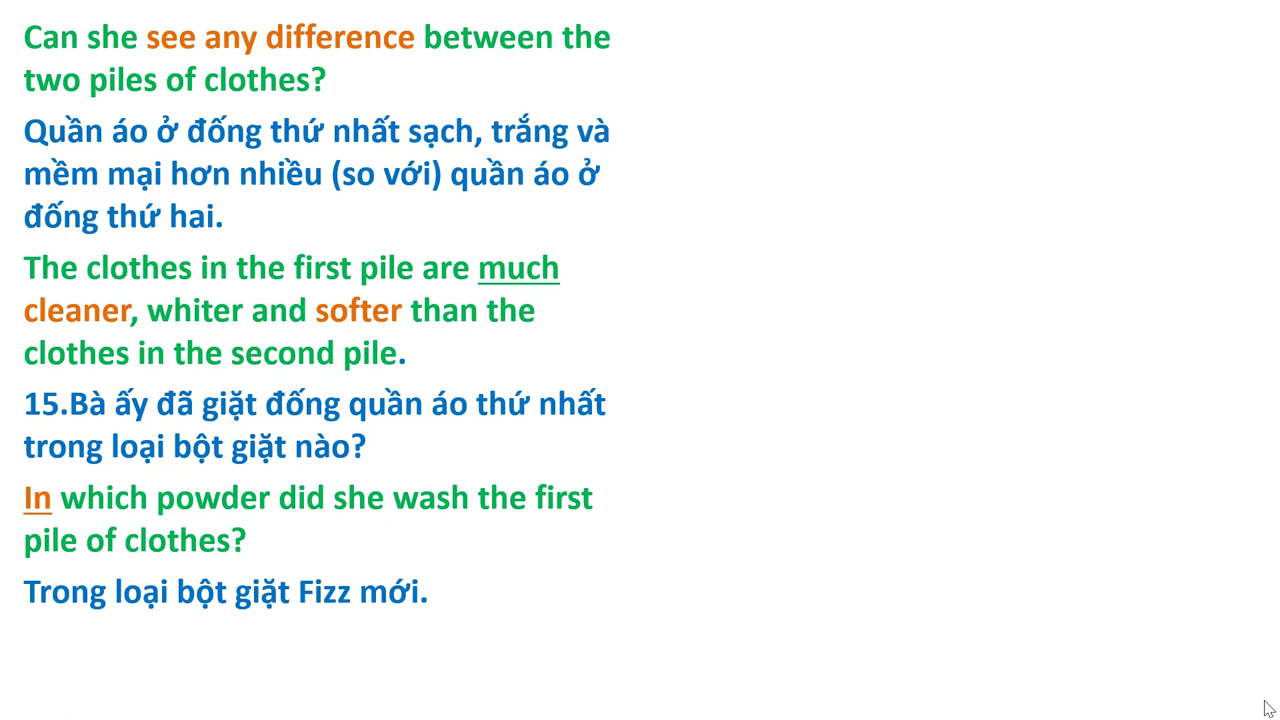 Can she see any difference between the
two piles of clothes?
Quần áo ở đống thứ nhất sạch, trắng và
mềm mại hơn nhiều (so với) quần áo ở
đống thứ hai.
The clothes in the first pile are much
cleaner, whiter and softer than the
clothes in the second pile.
15.Bà ấy đã giặt đống quần áo thứ nhất
trong loại bột giặt nào?
In which powder did she wash the first
pile of clothes?
Trong loại bột giặt Fizz mới.